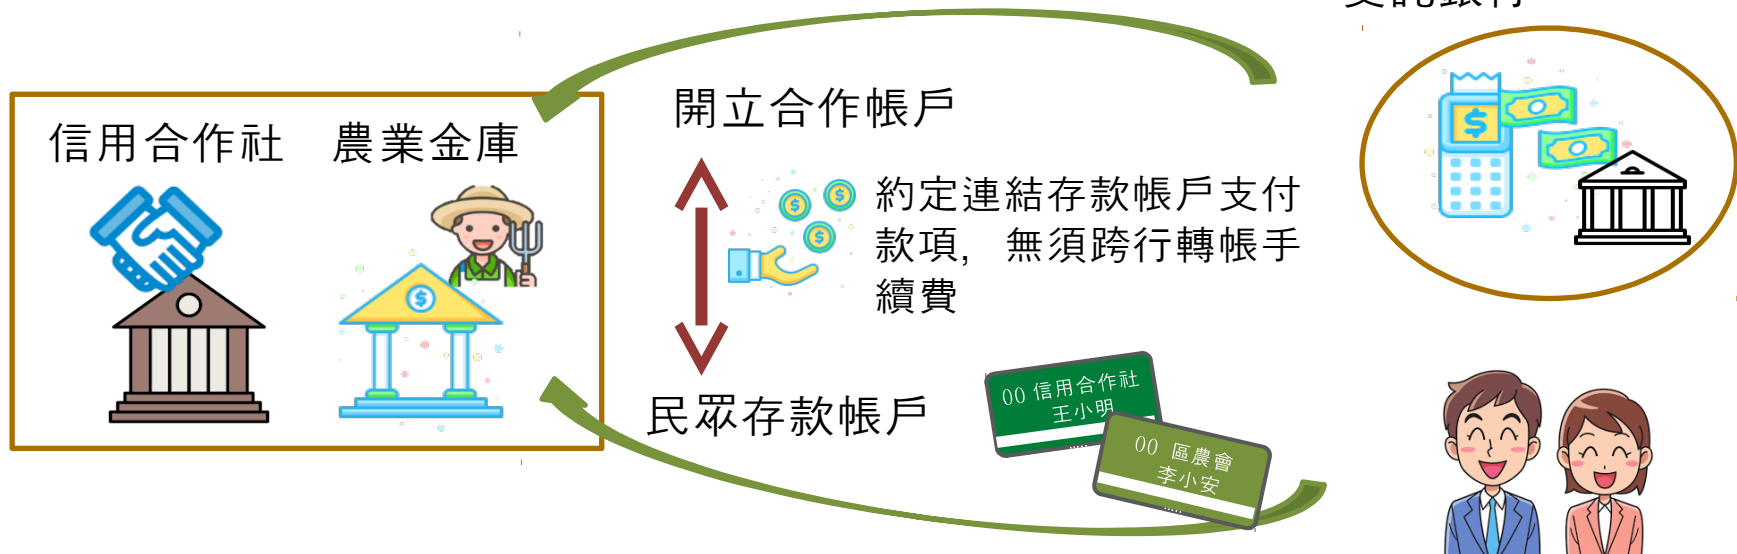 開立合作帳戶
信用合作社 農業金庫
約定連結存款帳戶支付
款項, 無須跨行轉帳手
續費
民眾存款帳戶
00 信用合作社
王小明
00 區農會
李小安